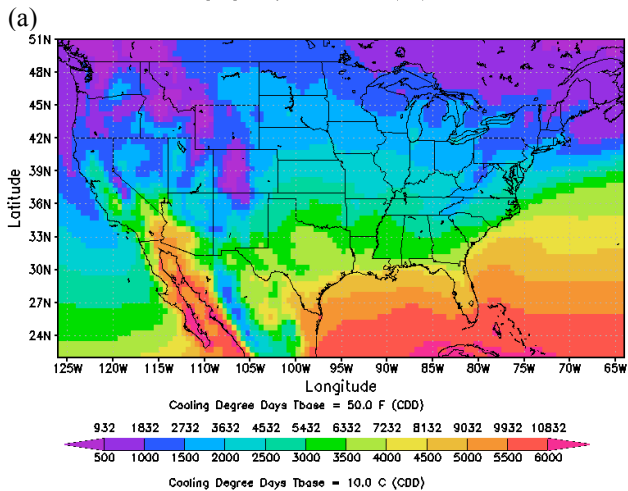 (a)
51N
48N
45N
42N
39N
36N
33N
30N
27N
24N
Latitude
125W 120W 115W 110W 105W 100W 95W 90W 85W 80W 75W 70W 65W
Longitude
Cooling Degree Days Tbase = 50.0 F (CDD)
932 1832 2732 3632 4532 5432 6332 7232 8132 9032 9932 10832
500 1000 1500 2000 2500 3000 3500 4000 4500 5000 5500 6000
Cooling Degree Days Tbase = 10.0 C (CDD)